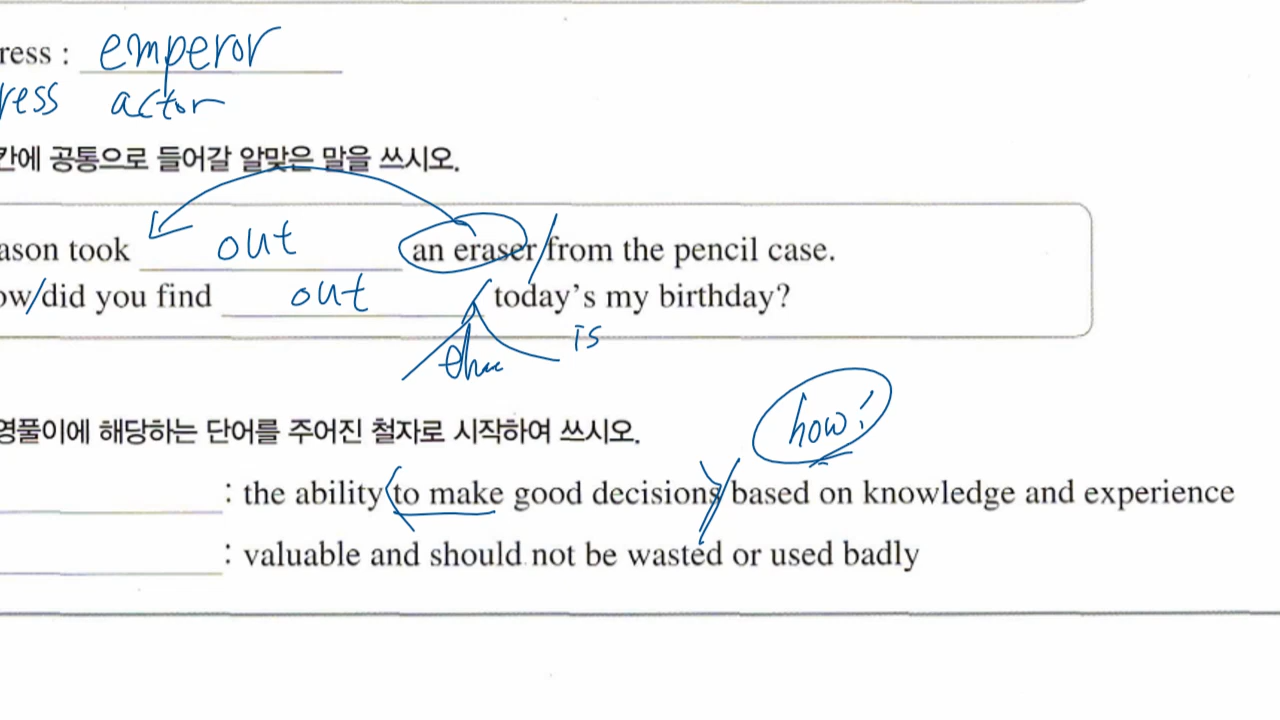 ress : emperor
ress actor
칸에 공통으로 들어갈 알맞은 말을 쓰시오.
ason took out an eraser from the pencil case.
ow did you find out today's my birthday?
is
how?
영풀이에 해당하는 단어를 주어진 철자로 시작하여 쓰시오.
: the ability to make good decisions based on knowledge and experience
: valuable and should not be wasted or used badly